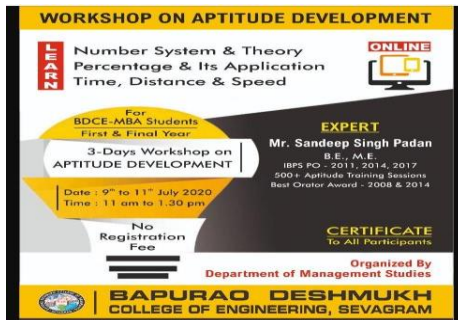 WORKSHOP ON APTITUDE DEVELOPMENT
LEARN
Number System & Theory
Percentage & Its Application
Time, Distance & Speed
ONLINE
For
BDCE-MBA Students
First & Final Year
3-Days Workshop on
APTITUDE DEVELOPMENT
Date : 9th to 11th July 2020
Time : 11 am to 1.30 pm
No
Registration
Fee
EXPERT
Mr. Sandeep Singh Padan
B.E., M.E.
IBPS PO - 2011, 2014, 2017
500+ Aptitude Training Sessions
Best Orator Award - 2008 & 2014
CERTIFICATE
To All Participants
Organized By
Department of Management Studies
BAPURAO DESHMUKH
COLLEGE OF ENGINEERING, SEVAGRAM